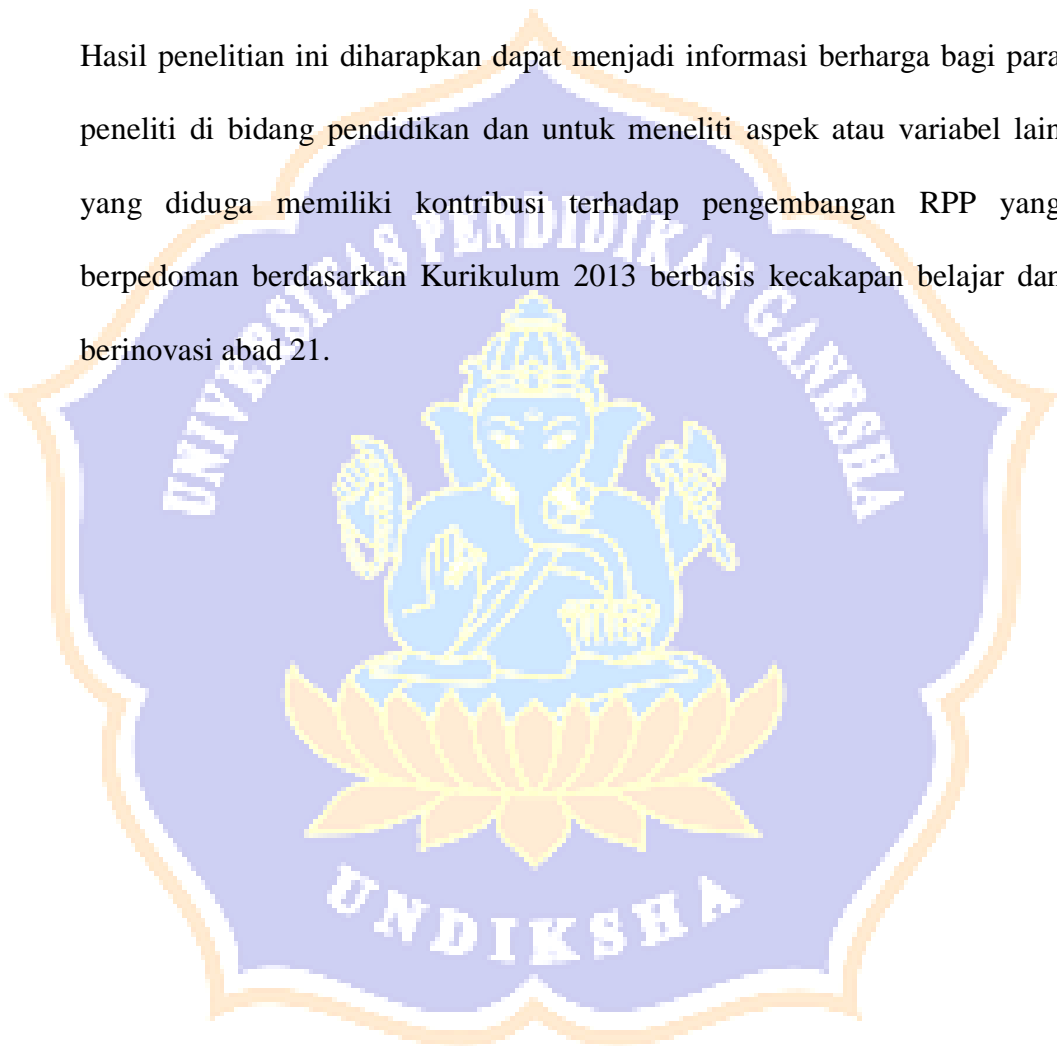 Hasil penelitian ini diharapkan dapat menjadi informasi berharga bagi para
peneliti di bidang pendidikan dan untuk meneliti aspek atau variabel lain
yang diduga memiliki kontribusi terhadap pengembangan RPP yang
berpedoman berdasarkan Kurikulum 2013 berbasis kecakapan belajar dan
berinovasi abad 21.
UNIVERSITAS PENDIDIKAN GANESHA
UNDIKSHA